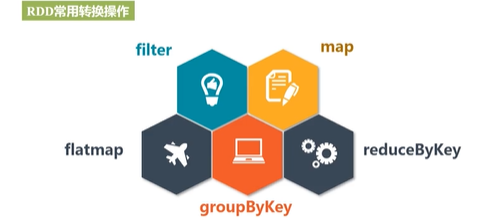 RDD常用转换操作
filter
map
flatmap
reduceByKey
groupByKey